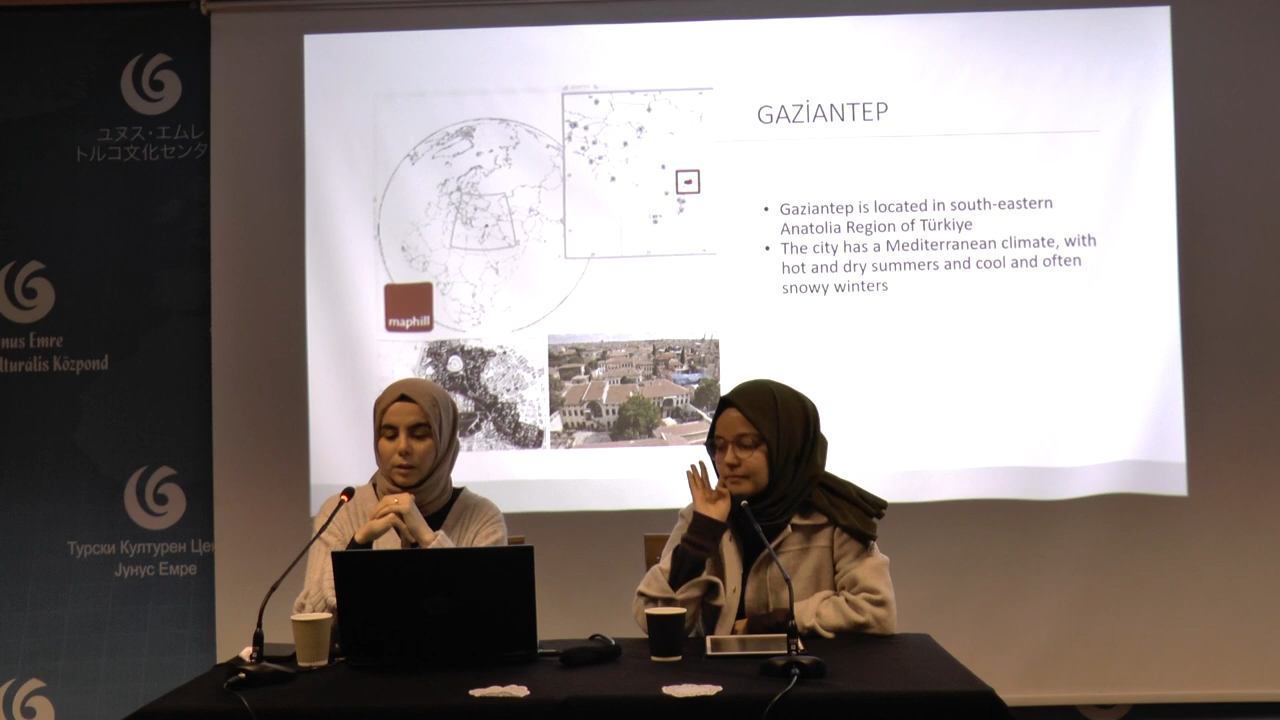 ユヌス・エムレ
トルコ文化センタ
nus Emre
lturális Központ
Турски Културен Це
Јунус Емре
maphill
GAZİANTEP
• Gaziantep is located in south-eastern
Anatolia Region of Türkiye
• The city has a Mediterranean climate, with
hot and dry summers and cool and often
snowy winters